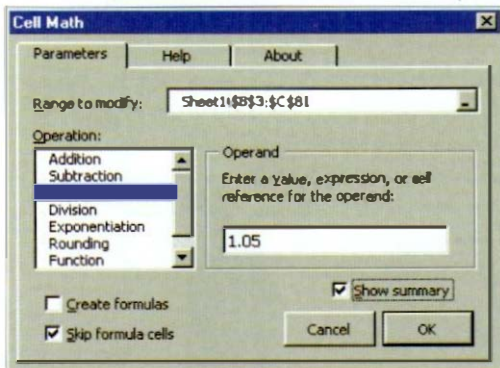 Cell Math
Parameters Help About
Range to modify: Sheet1!$B$3:$C$81
Operation:
Addition
Subtraction
Division
Exponentiation
Rounding
Function
Operand
Enter a value, expression, or cell
reference for the operand:
1.05
Show summary
Create formulas
Skip formula cells
Cancel OK